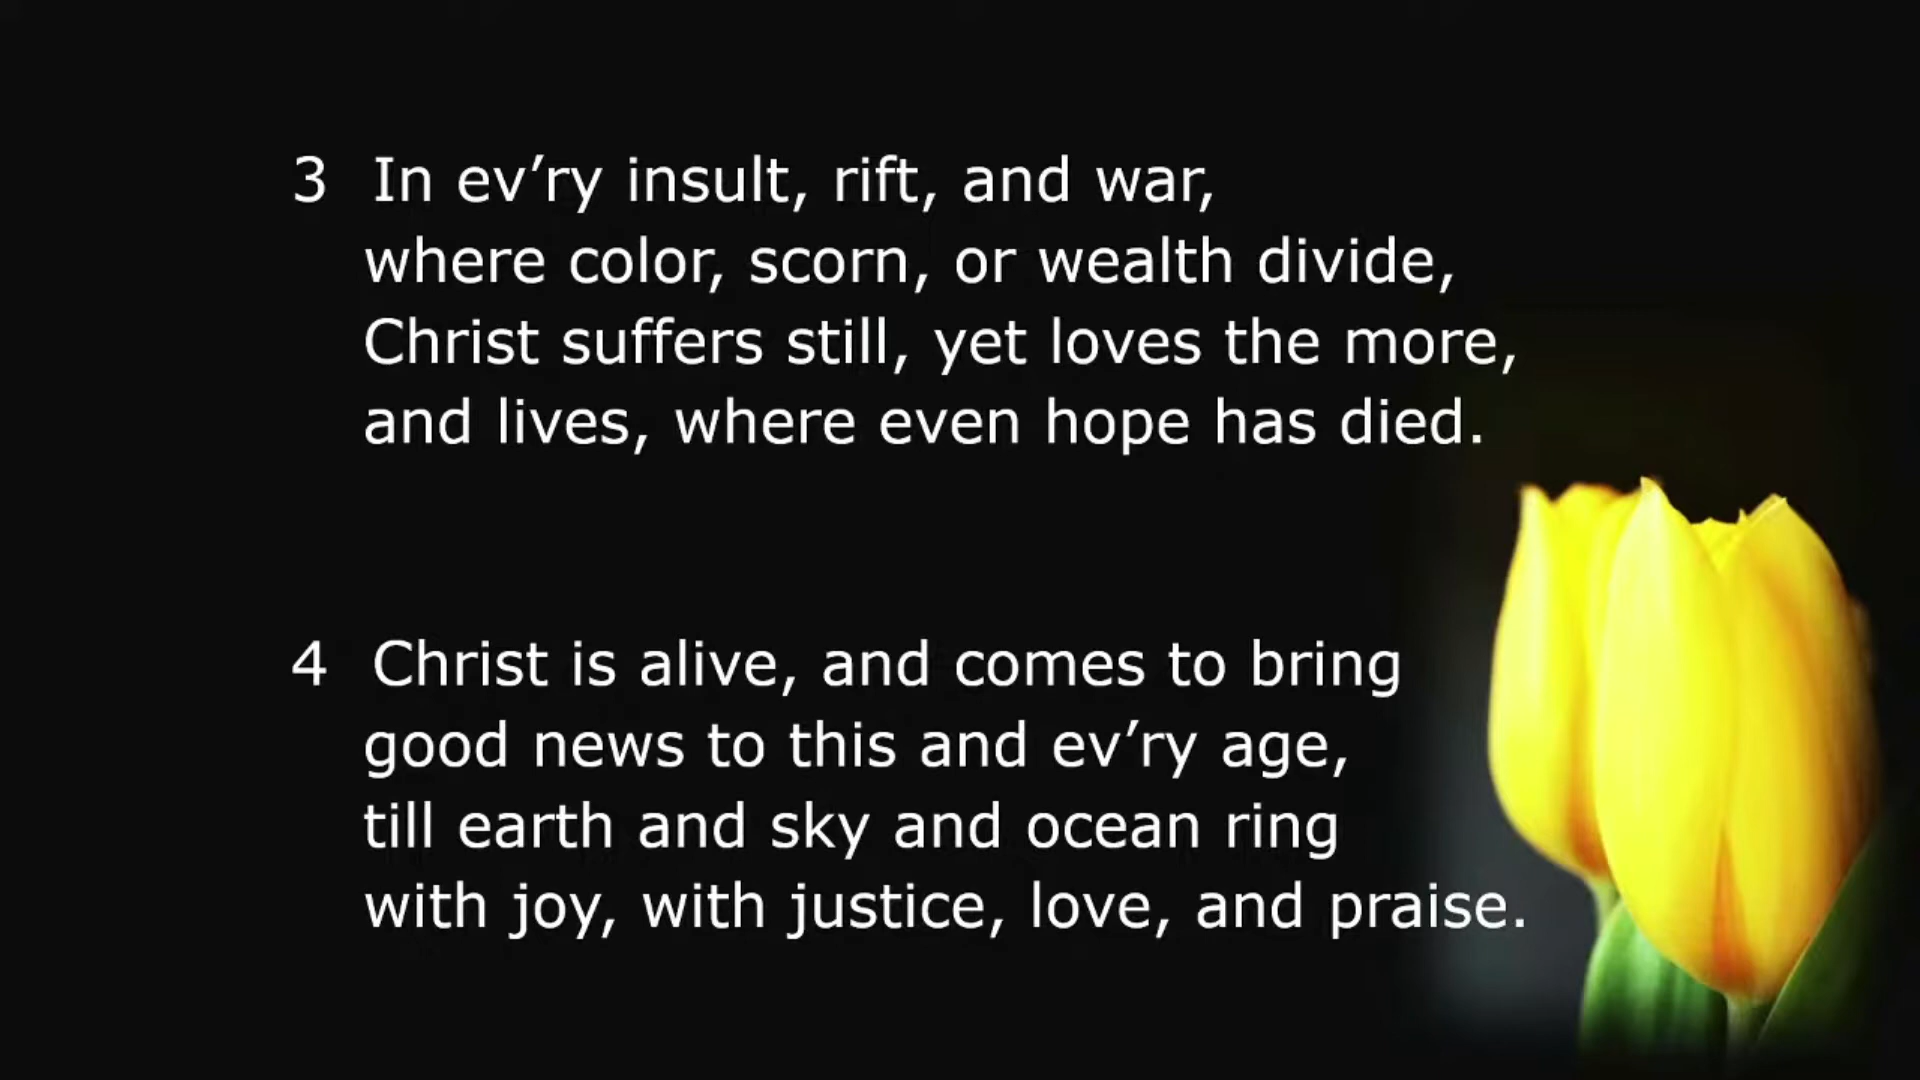 3 In ev’ry insult, rift, and war,
where color, scorn, or wealth divide,
Christ suffers still, yet loves the more,
and lives, where even hope has died.
4 Christ is alive, and comes to bring
good news to this and ev’ry age,
till earth and sky and ocean ring
with joy, with justice, love, and praise.